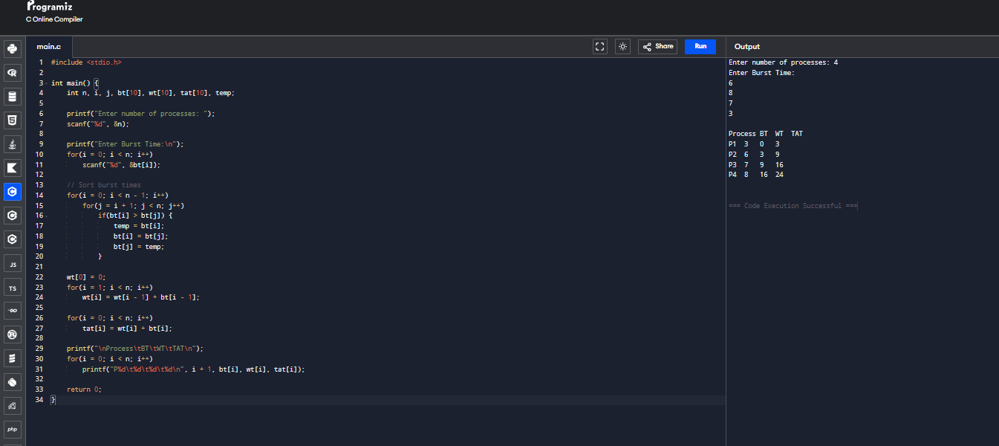 Programiz
C Online Compiler
main.c
Share
Run
Output
1 #include <stdio.h>
2
3 int main() {
4     int n, i, j, bt[10], wt[10], tat[10], temp;
5
6     printf("Enter number of processes: ");
7     scanf("%d", &n);
8
9     printf("Enter Burst Time:\n");
10     for(i = 0; i < n; i++)
11         scanf("%d", &bt[i]);
12
13     // Sort burst times
14     for(i = 0; i < n - 1; i++)
15         for(j = i + 1; j < n; j++)
16             if(bt[i] > bt[j]) {
17                 temp = bt[i];
18                 bt[i] = bt[j];
19                 bt[j] = temp;
20             }
21
22     wt[0] = 0;
23     for(i = 1; i < n; i++)
24         wt[i] = wt[i - 1] + bt[i - 1];
25
26     for(i = 0; i < n; i++)
27         tat[i] = wt[i] + bt[i];
28
29     printf("\nProcess\tBT\tWT\tTAT\n");
30     for(i = 0; i < n; i++)
31         printf("P%d\t%d\t%d\t%d\n", i + 1, bt[i], wt[i], tat[i]);
32
33     return 0;
34 }
Enter number of processes: 4
Enter Burst Time:
6
8
7
3
Process BT  WT  TAT
P1  3   0   3
P2  6   3   9
P3  7   9   16
P4  8   16  24
=== Code Execution Successful ===
R
5
C
C
C
JS
TS
GO
R
php